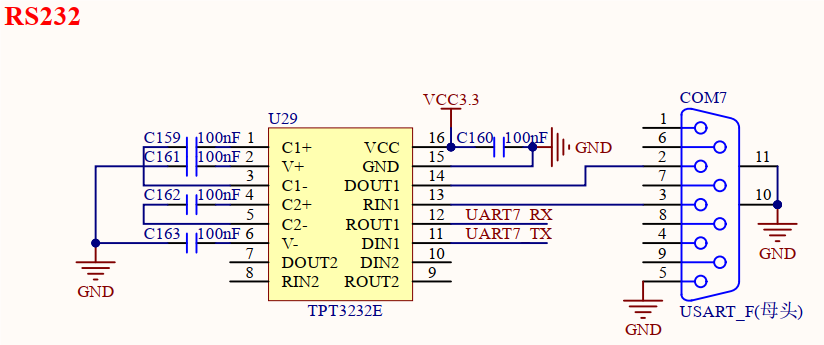 RS232
VCC3.3
COM7
U29
C159 100nF 1 C1+ VCC 16 C160 100nF GND
C161 100nF 2 V+ GND 15
3 C1- DOUT1 14
C162 100nF 4 C2+ RIN1 13
5 C2- ROUT1 12 UART7_RX
C163 100nF 6 V- DIN1 11 UART7_TX
7 DOUT2 DIN2 10
8 RIN2 ROUT2 9
GND
TPT3232E
1
6
2 11
7
3 10
8
4
9 GND
5
GND
USART_F(母头)